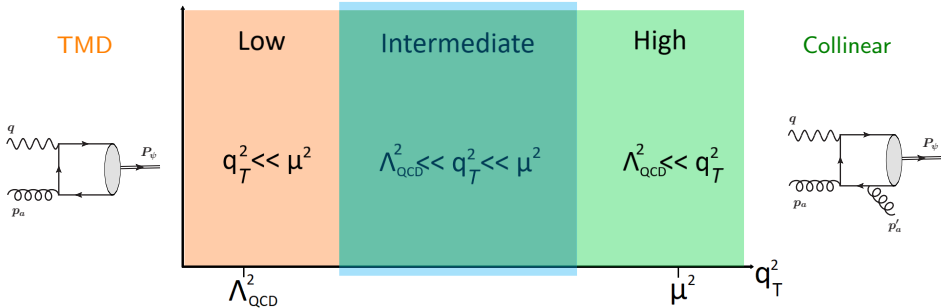 TMD
Low
Intermediate
High
Collinear
q
P_ψ
p_a
q_T^2 << μ^2
Λ_QCD^2 << q_T^2 << μ^2
Λ_QCD^2 << q_T^2
q
P_ψ
p_a
p'_a
Λ_QCD^2
μ^2
q_T^2